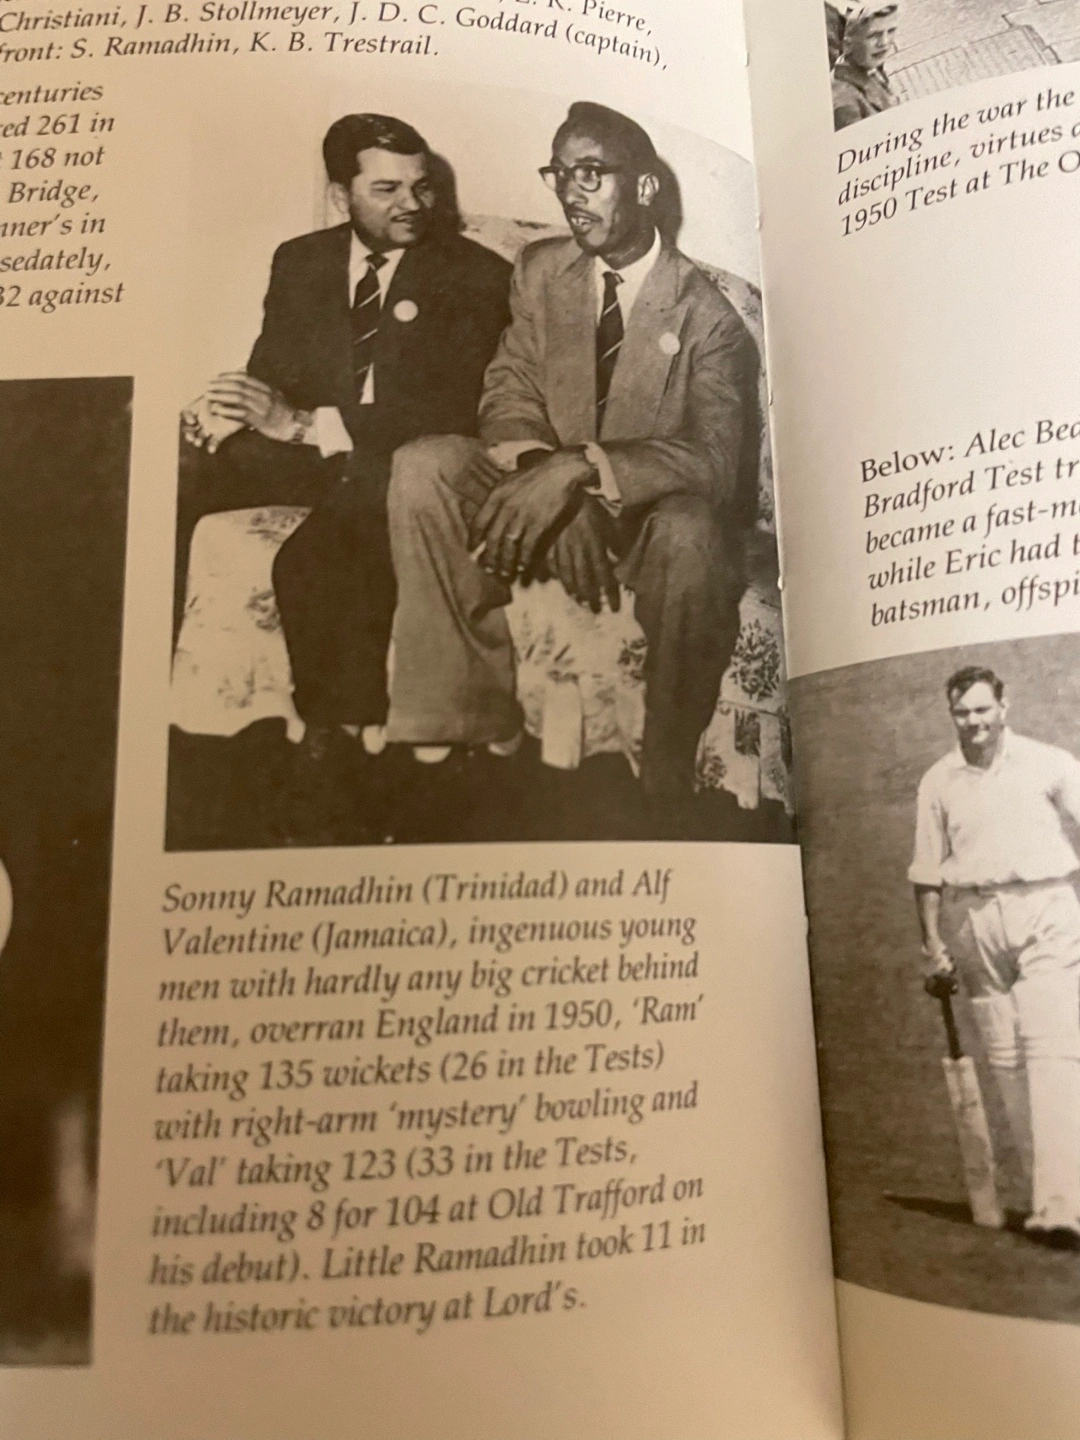 R. Pierre,
Christiani, J. B. Stollmeyer, J. D. C. Goddard (captain),
front: S. Ramadhin, K. B. Trestrail.
centuries
ed 261 in
168 not
Bridge,
ner's in
sedately,
32 against
Sonny Ramadhin (Trinidad) and Alf
Valentine (Jamaica), ingenuous young
men with hardly any big cricket behind
them, overran England in 1950, ‘Ram’
taking 135 wickets (26 in the Tests)
with right-arm ‘mystery’ bowling and
‘Val’ taking 123 (33 in the Tests,
including 8 for 104 at Old Trafford on
his debut). Little Ramadhin took 11 in
the historic victory at Lord’s.
During the war the
discipline, virtues
1950 Test at The O
Below: Alec Bed
Bradford Test tr
became a fast-m
while Eric had t
batsman, offspi